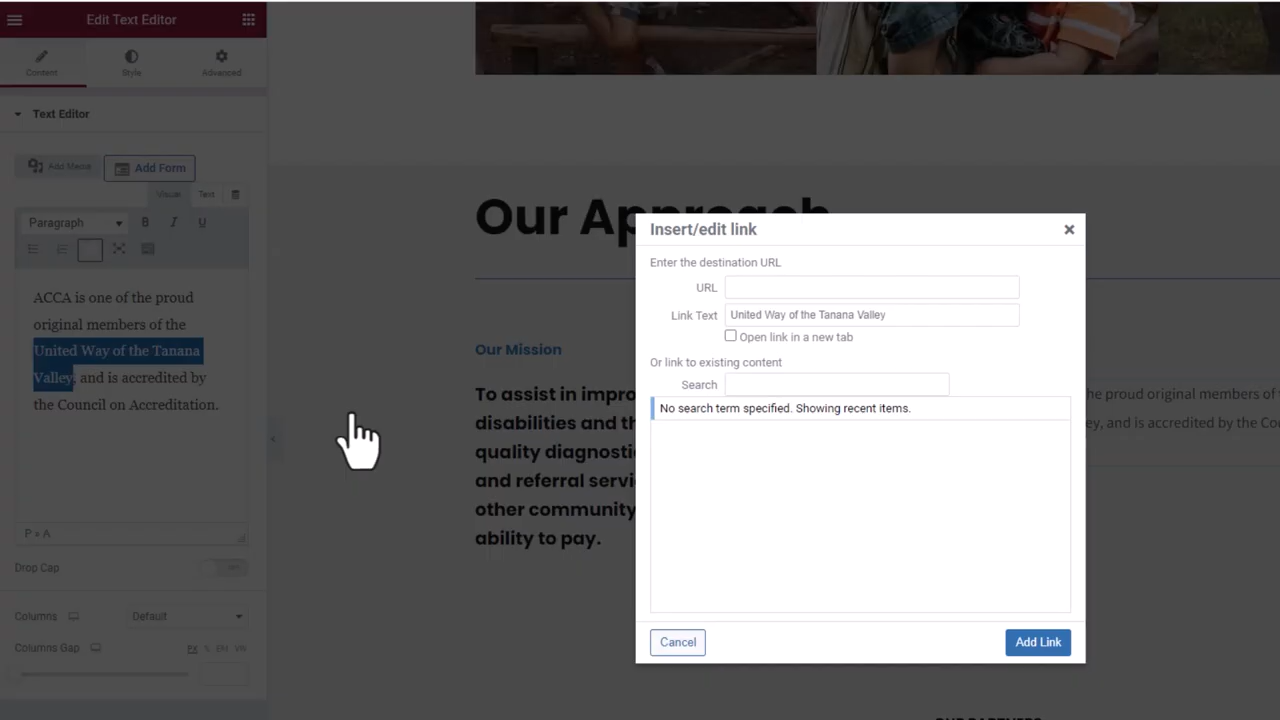 Edit Text Editor
Content
Style
Advanced
Text Editor
Add Media
Add Form
Visual
Text
Paragraph
B
I
U
ACCA is one of the proud
original members of the
United Way of the Tanana
Valley, and is accredited by
the Council on Accreditation.
P » A
Drop Cap
Columns
Default
Columns Gap
PX % EM VW
Our Approach
Our Mission
To assist in impro
disabilities and th
quality diagnosti
and referral servi
other community
ability to pay.
he proud original members of
ey, and is accredited by the Cou
Insert/edit link
Enter the destination URL
URL
Link Text
United Way of the Tanana Valley
Open link in a new tab
Or link to existing content
Search
No search term specified. Showing recent items.
Cancel
Add Link
OUR PARTNERS